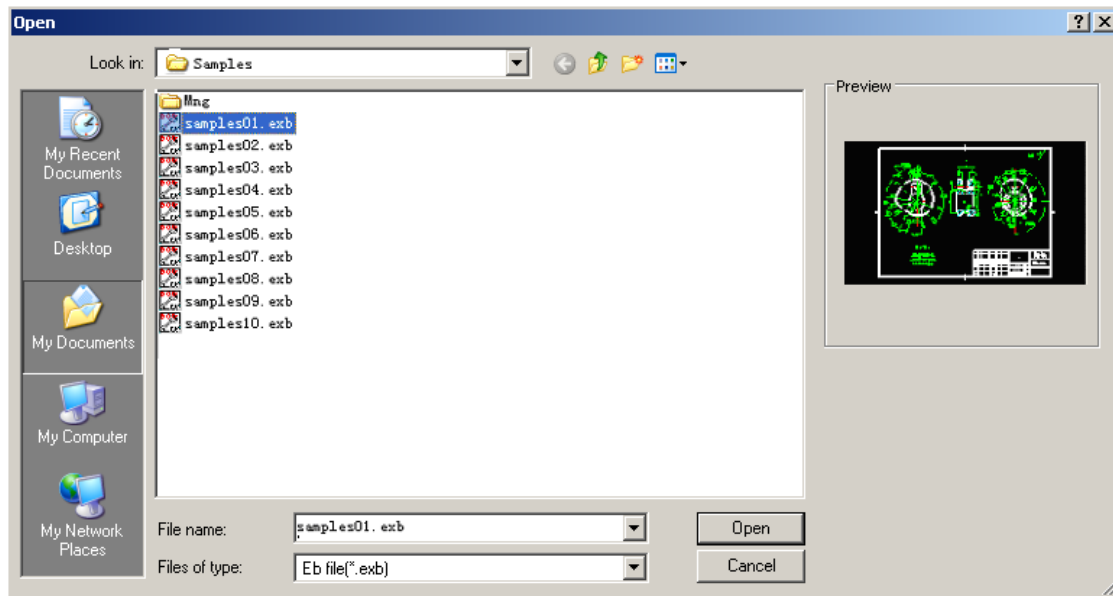 Open
Look in:
Samples
Preview
Mng
samples01.exb
samples02.exb
samples03.exb
samples04.exb
samples05.exb
samples06.exb
samples07.exb
samples08.exb
samples09.exb
samples10.exb
My Recent
Documents
Desktop
My Documents
My Computer
My Network
Places
File name:
samples01.exb
Open
Files of type:
Eb file(*.exb)
Cancel